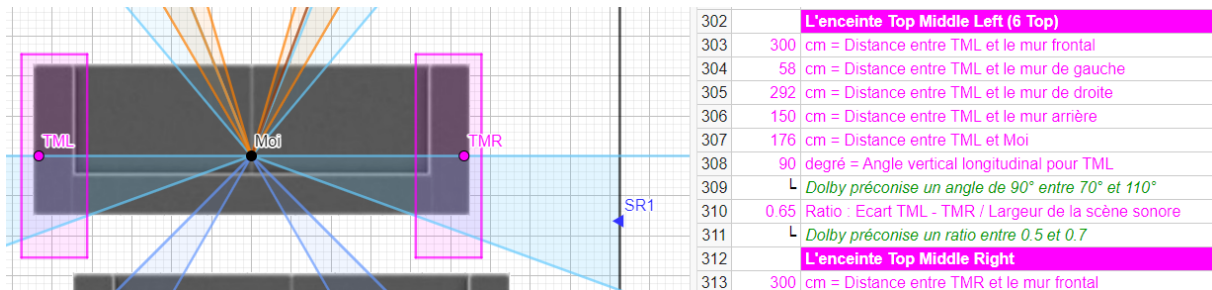 TML
Moi
TMR
SR1
302 L'enceinte Top Middle Left (6 Top)
303 300 cm = Distance entre TML et le mur frontal
304 58 cm = Distance entre TML et le mur de gauche
305 292 cm = Distance entre TML et le mur de droite
306 150 cm = Distance entre TML et le mur arrière
307 176 cm = Distance entre TML et Moi
308 90 degré = Angle vertical longitudinal pour TML
309 └ Dolby préconise un angle de 90° entre 70° et 110°
310 0.65 Ratio : Ecart TML - TMR / Largeur de la scène sonore
311 └ Dolby préconise un ratio entre 0.5 et 0.7
312 L'enceinte Top Middle Right
313 300 cm = Distance entre TMR et le mur frontal